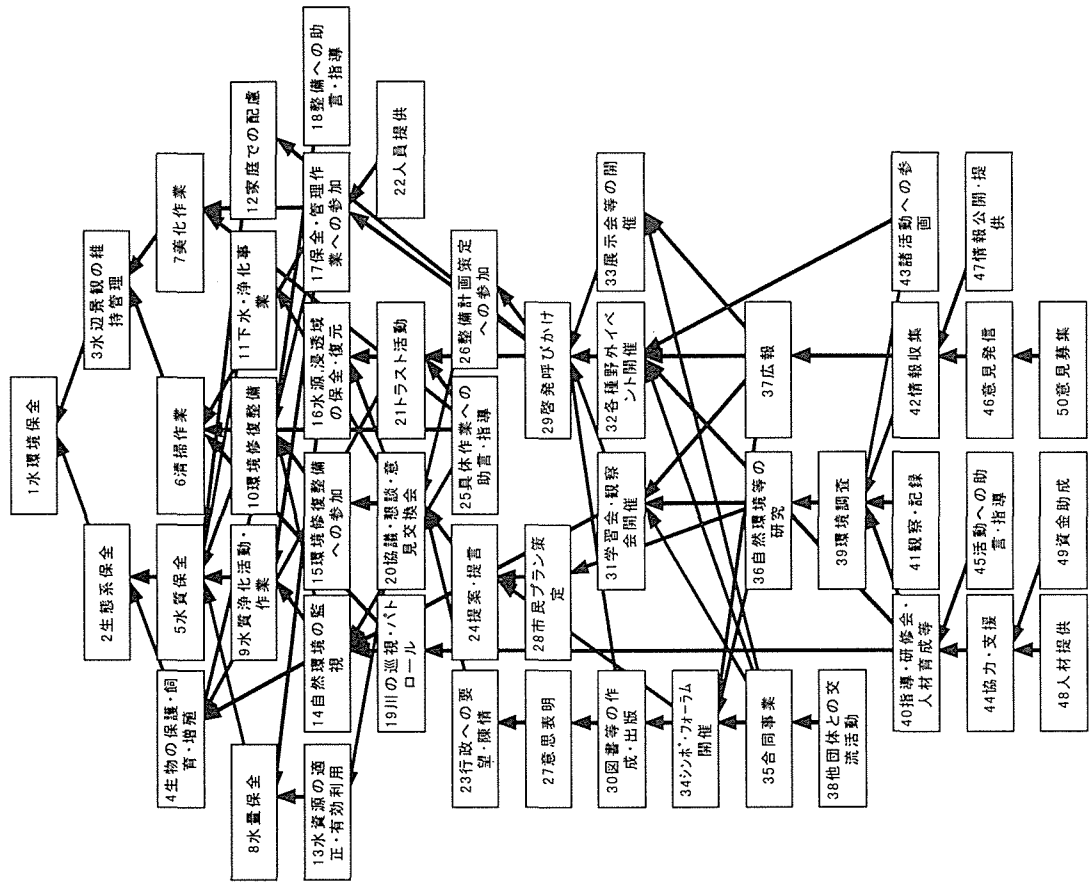 1水環境保全
2生態系保全
3水辺景観の維
持管理
4生物の保護・飼
育・増殖
5水質保全
6清掃作業
7美化作業
8水量保全
9水質浄化活動・
作業
10環境修復整備
11下水・浄化事
業
12家庭での配慮
13水資源の適
正・有効利用
14自然環境の監
視
15環境修復整備
への参加
16水源,浸透域
の保全・復元
17保全・管理作
業への参加
18整備への助
言・指導
19川の巡視・パト
ロール
20協議・懇談・意
見交換会
21トラスト活動
22人員提供
23行政への要
望・陳情
24提案・提言
25具体作業への
助言・指導
26整備計画策定
への参加
27意思表明
28市民プラン策
定
29啓発呼びかけ
30図書等の作
成・出版
31学習会・観察
会開催
32各種野外イベ
ント開催
33展示会等の開
催
34シンポ・フォーラム
開催
35合同事業
36自然環境等の
研究
37広報
38他団体との交
流活動
39環境調査
40指導・研修会・
人材育成等
41観察・記録
42情報収集
43諸活動への参
画
44協力・支援
45活動への助
言・指導
46意見発信
47情報公開・提
供
48人材提供
49資金助成
50意見募集